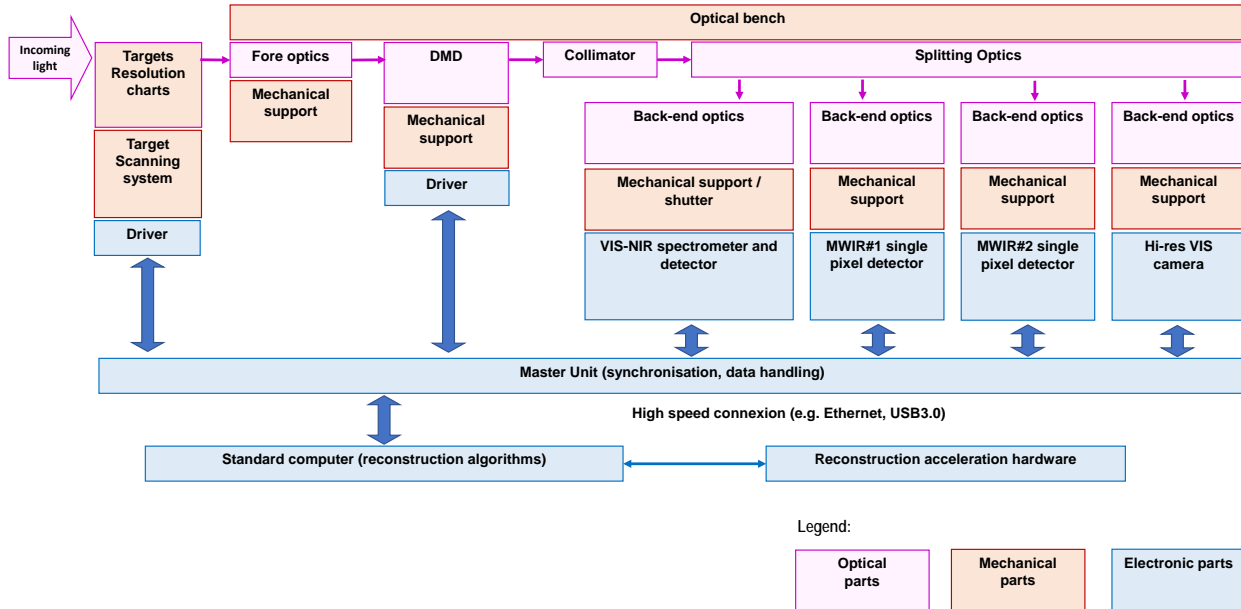 Optical bench
Incoming
light
Targets
Resolution
charts
Fore optics
DMD
Collimator
Splitting Optics
Mechanical
support
Mechanical
support
Target
Scanning
system
Driver
Driver
Back-end optics
Back-end optics
Back-end optics
Back-end optics
Mechanical support /
shutter
Mechanical
support
Mechanical
support
Mechanical
support
VIS-NIR spectrometer and
detector
MWIR#1 single
pixel detector
MWIR#2 single
pixel detector
Hi-res VIS
camera
Master Unit (synchronisation, data handling)
High speed connexion (e.g. Ethernet, USB3.0)
Standard computer (reconstruction algorithms)
Reconstruction acceleration hardware
Legend:
Optical
parts
Mechanical
parts
Electronic parts